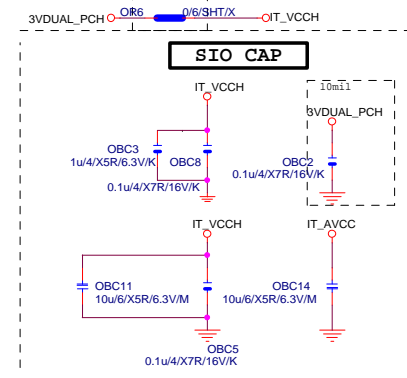 OR6 0/6/SHT/X
3VDUAL_PCH IT_VCCH
SIO CAP
IT_VCCH 10mil
3VDUAL_PCH
OBC3
1u/4/X5R/6.3V/K OBC8 OBC2
0.1u/4/X7R/16V/K 0.1u/4/X7R/16V/K
IT_VCCH IT_AVCC
OBC11 OBC14
10u/6/X5R/6.3V/M 10u/6/X5R/6.3V/M
OBC5
0.1u/4/X7R/16V/K